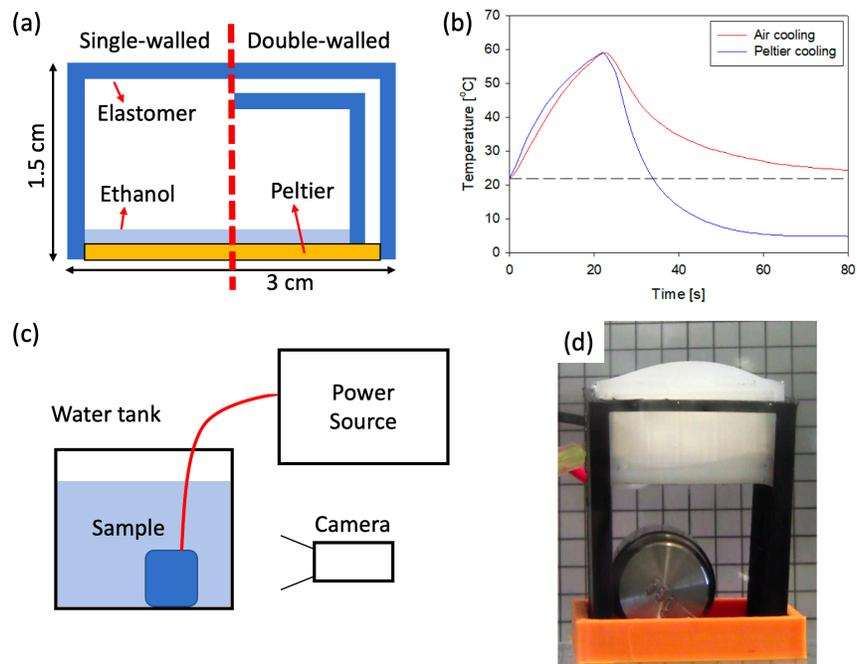 (a)
Single-walled
Double-walled
Elastomer
Ethanol
Peltier
1.5 cm
3 cm
(b)
Air cooling
Peltier cooling
Temperature [°C]
70
60
50
40
30
20
10
0
0 20 40 60 80
Time [s]
(c)
Water tank
Power
Source
Sample
Camera
(d)